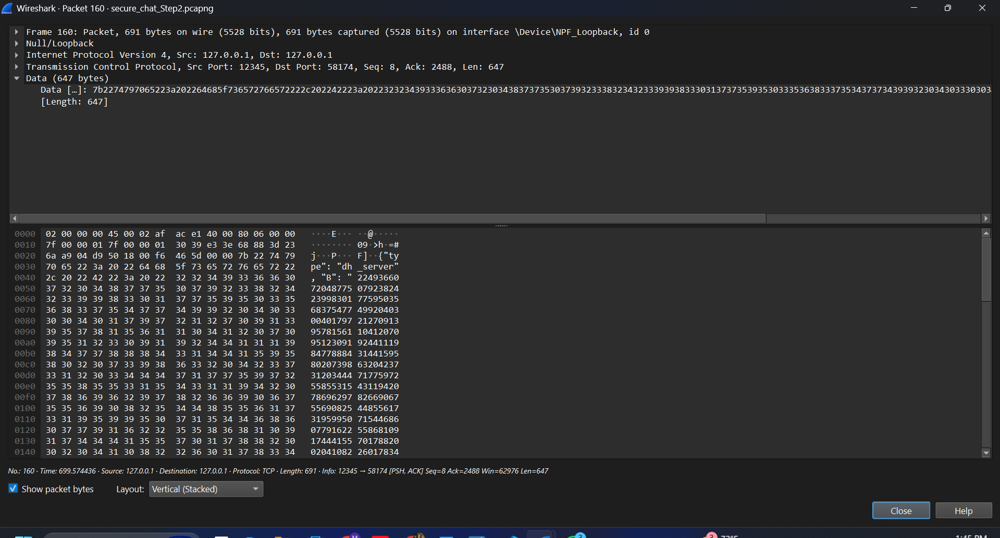 Wireshark · Packet 160 · secure_chat_Step2.pcapng
Frame 160: Packet, 691 bytes on wire (5528 bits), 691 bytes captured (5528 bits) on interface \Device\NPF_Loopback, id 0
Null/Loopback
Internet Protocol Version 4, Src: 127.0.0.1, Dst: 127.0.0.1
Transmission Control Protocol, Src Port: 12345, Dst Port: 58174, Seq: 8, Ack: 2488, Len: 647
Data (647 bytes)
Data […]: 7b2274797065223a202264685f736572766572222c202242223a20223232343933363630373230343837373530373932333832343233393938333031373735393530333536383337353437373439393230343033303034
[Length: 647]
0000 02 00 00 00 45 00 02 af ac e1 40 00 80 06 00 00 ····E··· ··@·····
0010 7f 00 00 01 7f 00 00 01 30 39 e3 3e 68 88 3d 23 ········ 09·>h·=#
0020 6a a9 04 d9 50 18 00 f6 46 5d 00 00 7b 22 74 79 j···P··· F]··{"ty
0030 70 65 22 3a 20 22 64 68 5f 73 65 72 76 65 72 22 pe": "dh _server"
0040 2c 20 22 42 22 3a 20 22 32 32 34 39 33 36 36 30 , "B": " 22493660
0050 37 32 30 34 38 37 37 35 30 37 39 32 33 38 32 34 72048775 07923824
0060 32 33 39 39 38 33 30 31 37 37 35 39 35 30 33 35 23998301 77595035
0070 36 38 33 37 35 34 37 37 34 39 39 32 30 34 30 33 68375477 49920403
0080 30 30 34 30 31 37 39 37 32 31 32 37 30 39 31 33 00401797 21270913
0090 39 35 37 38 31 35 36 31 31 30 34 31 32 30 37 30 95781561 10412070
00a0 39 35 31 32 33 30 39 31 39 32 34 34 31 31 31 39 95123091 92441119
00b0 38 34 37 37 38 38 38 34 33 31 34 34 31 35 39 35 84778884 31441595
00c0 38 30 32 30 37 33 39 38 36 33 32 30 34 32 33 37 80207398 63204237
00d0 33 31 32 30 33 34 34 34 37 31 37 37 35 39 37 32 31203444 71775972
00e0 35 35 38 35 35 33 31 35 34 33 31 31 39 34 32 30 55855315 43119420
00f0 37 38 36 39 36 32 39 37 38 32 36 36 39 30 36 37 78696297 82669067
0100 35 35 36 39 30 38 32 35 34 34 38 35 35 36 31 37 55690825 44855617
0110 33 31 39 35 39 39 35 30 37 31 35 34 34 36 38 36 31959950 71544686
0120 30 37 37 39 31 36 32 32 35 35 38 36 38 31 30 39 07791622 55868109
0130 31 37 34 34 34 31 35 35 37 30 31 37 38 38 32 30 17444155 70178820
0140 30 32 30 34 31 30 38 32 32 36 30 31 37 38 33 34 02041082 26017834
No.: 160 · Time: 699.574436 · Source: 127.0.0.1 · Destination: 127.0.0.1 · Protocol: TCP · Length: 691 · Info: 12345 → 58174 [PSH, ACK] Seq=8 Ack=2488 Win=62976 Len=647
Show packet bytes Layout: Vertical (Stacked)
Close Help
M 3 3 73°F 1:45 PM